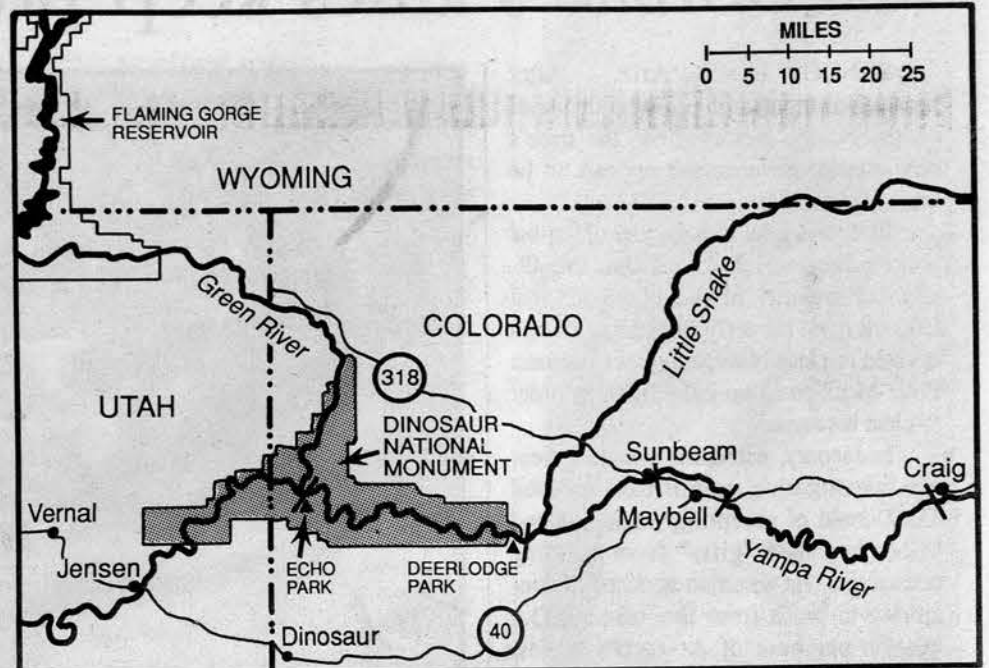 MILES
0 5 10 15 20 25
FLAMING GORGE
RESERVOIR
WYOMING
Green River
COLORADO
Little Snake
318
UTAH
DINOSAUR
NATIONAL
MONUMENT
Sunbeam
Craig
Vernal
Maybell
Jensen
ECHO
PARK
DEERLODGE
PARK
Yampa River
40
Dinosaur